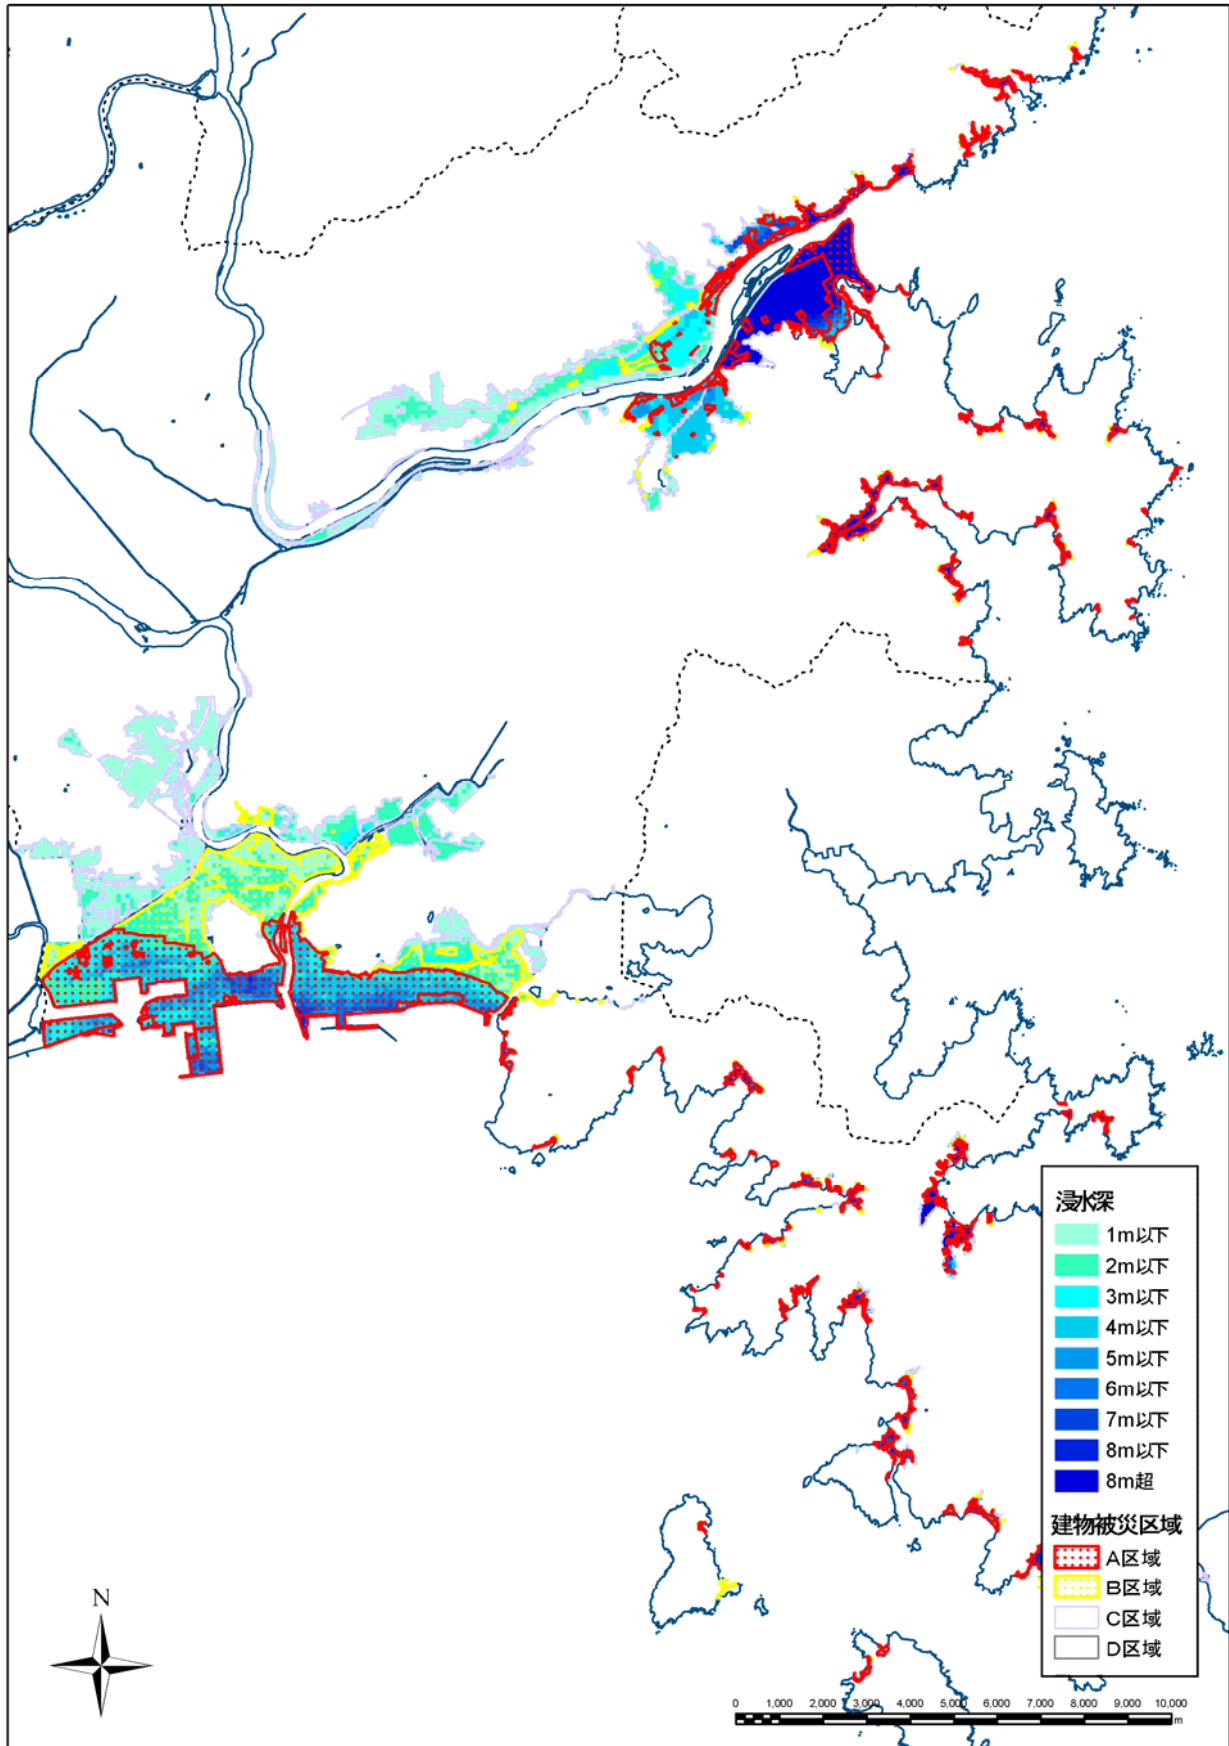 浸水深
1m以下
2m以下
3m以下
4m以下
5m以下
6m以下
7m以下
8m以下
8m超
建物被災区域
A区域
B区域
C区域
D区域
N
0 1,000 2,000 3,000 4,000 5,000 6,000 7,000 8,000 9,000 10,000
m